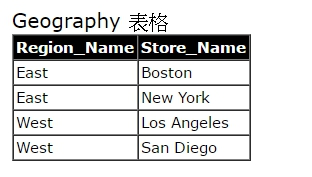 Geography 表格
Region_Name Store_Name
East Boston
East New York
West Los Angeles
West San Diego